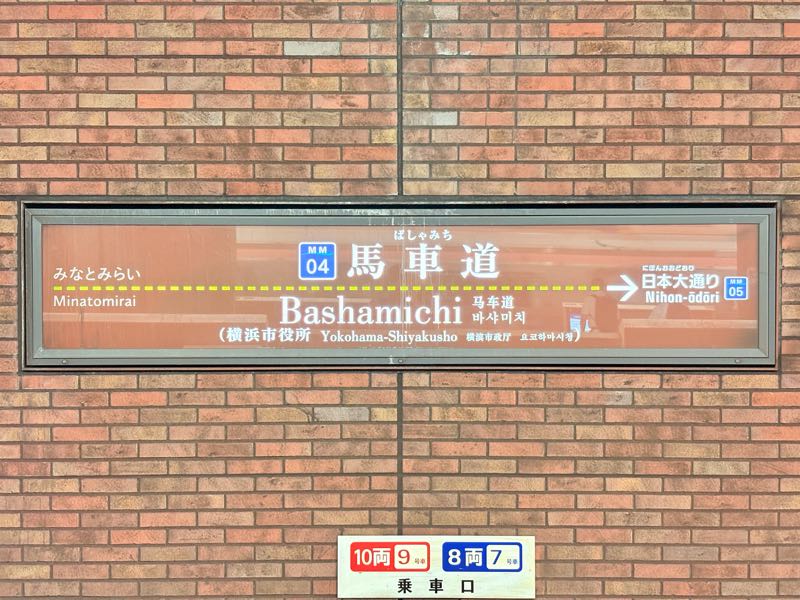 ばしゃみち
MM 04 馬車道
みなとみらい
Minatomirai
Bashamichi
马车道
바샤미치
(横浜市役所 Yokohama-Shiyakusho 横滨市政厅 요코하마시청)
にほんおおどおり
日本大通り
Nihon-ōdōri
MM 05
10両 9号車 8両 7号車
乗車口